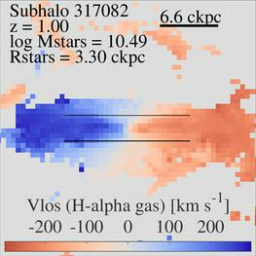 Subhalo 317082
6.6 ckpc
z = 1.00
log Mstars = 10.49
Rstars = 3.30 ckpc
Vlos (H-alpha gas) [km s⁻¹]
-200 -100 0 100 200